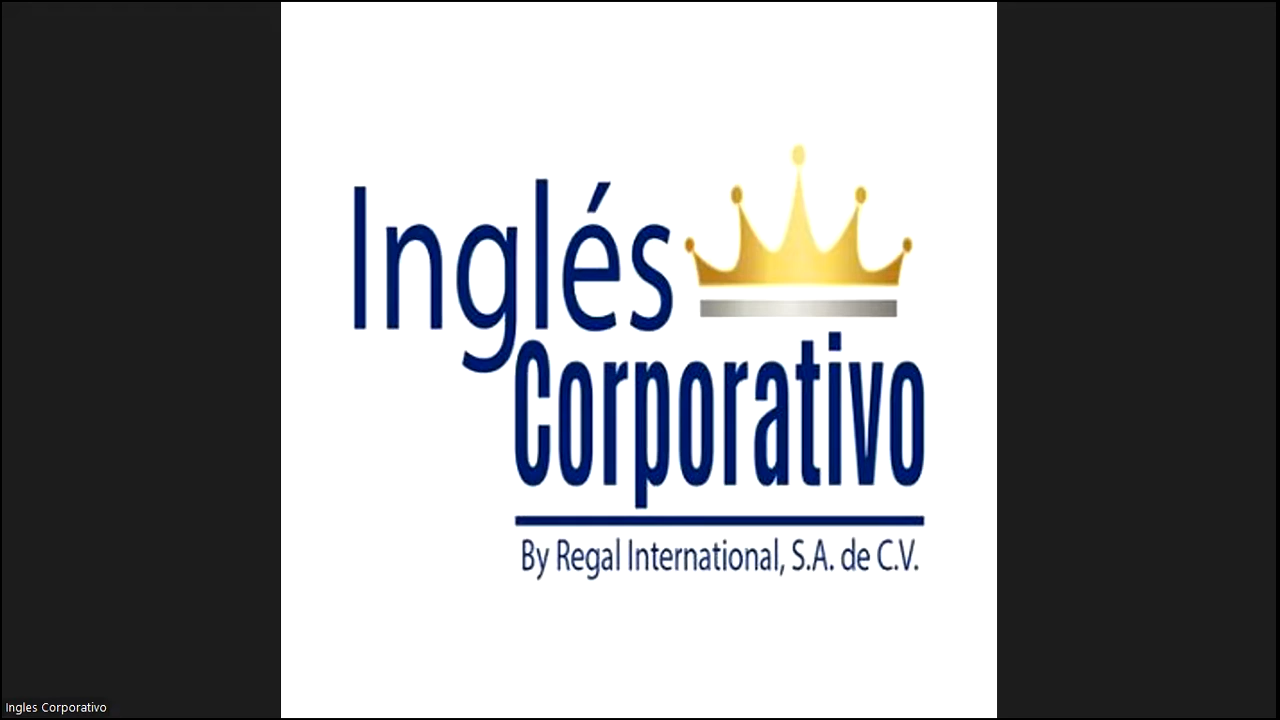 Inglés
Corporativo
By Regal International, S.A. de C.V.
Ingles Corporativo